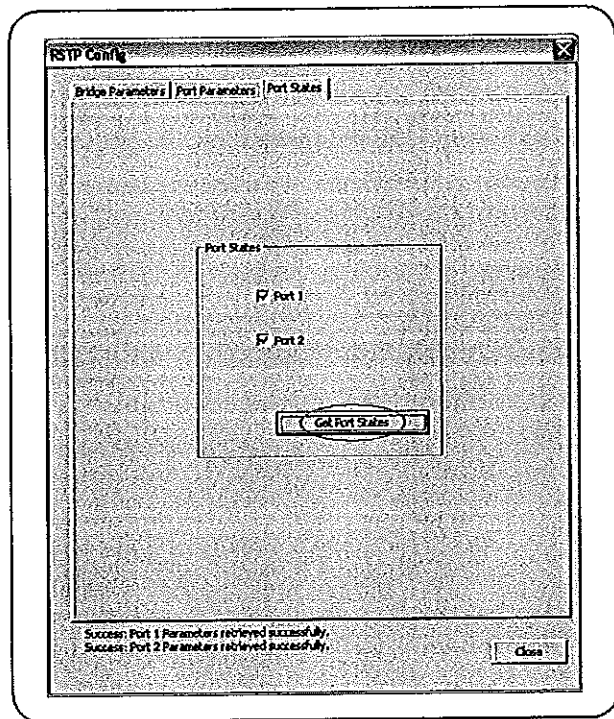 RSTP Config
Bridge Parameters Port Parameters Port States
Port States
Port 1
Port 2
Get Port States
Success: Port 1 Parameters retrieved successfully.
Success: Port 2 Parameters retrieved successfully.
Close